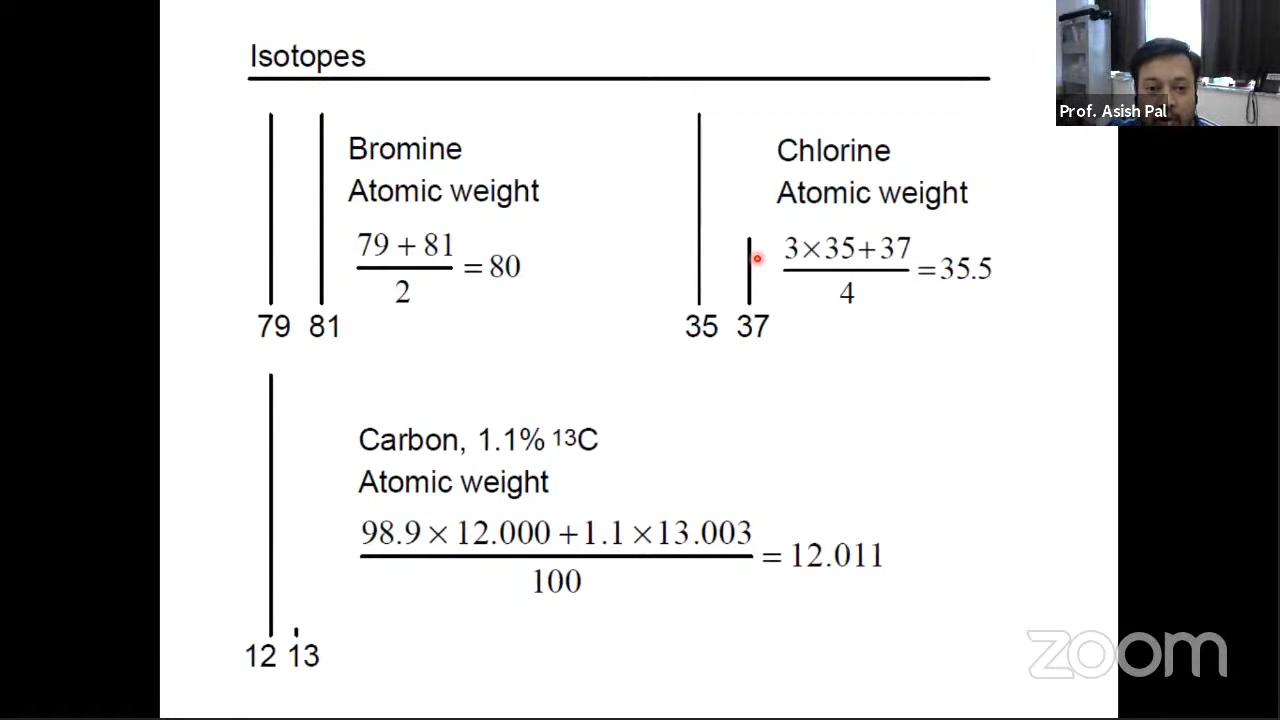 Isotopes
Prof. Asish Pal
Bromine
Atomic weight
79 + 81
= 80
2
79 81
Chlorine
Atomic weight
3×35+37
=35.5
4
35 37
Carbon, 1.1% 13C
Atomic weight
98.9 × 12.000 +1.1 ×13.003
= 12.011
100
12 13
zoom